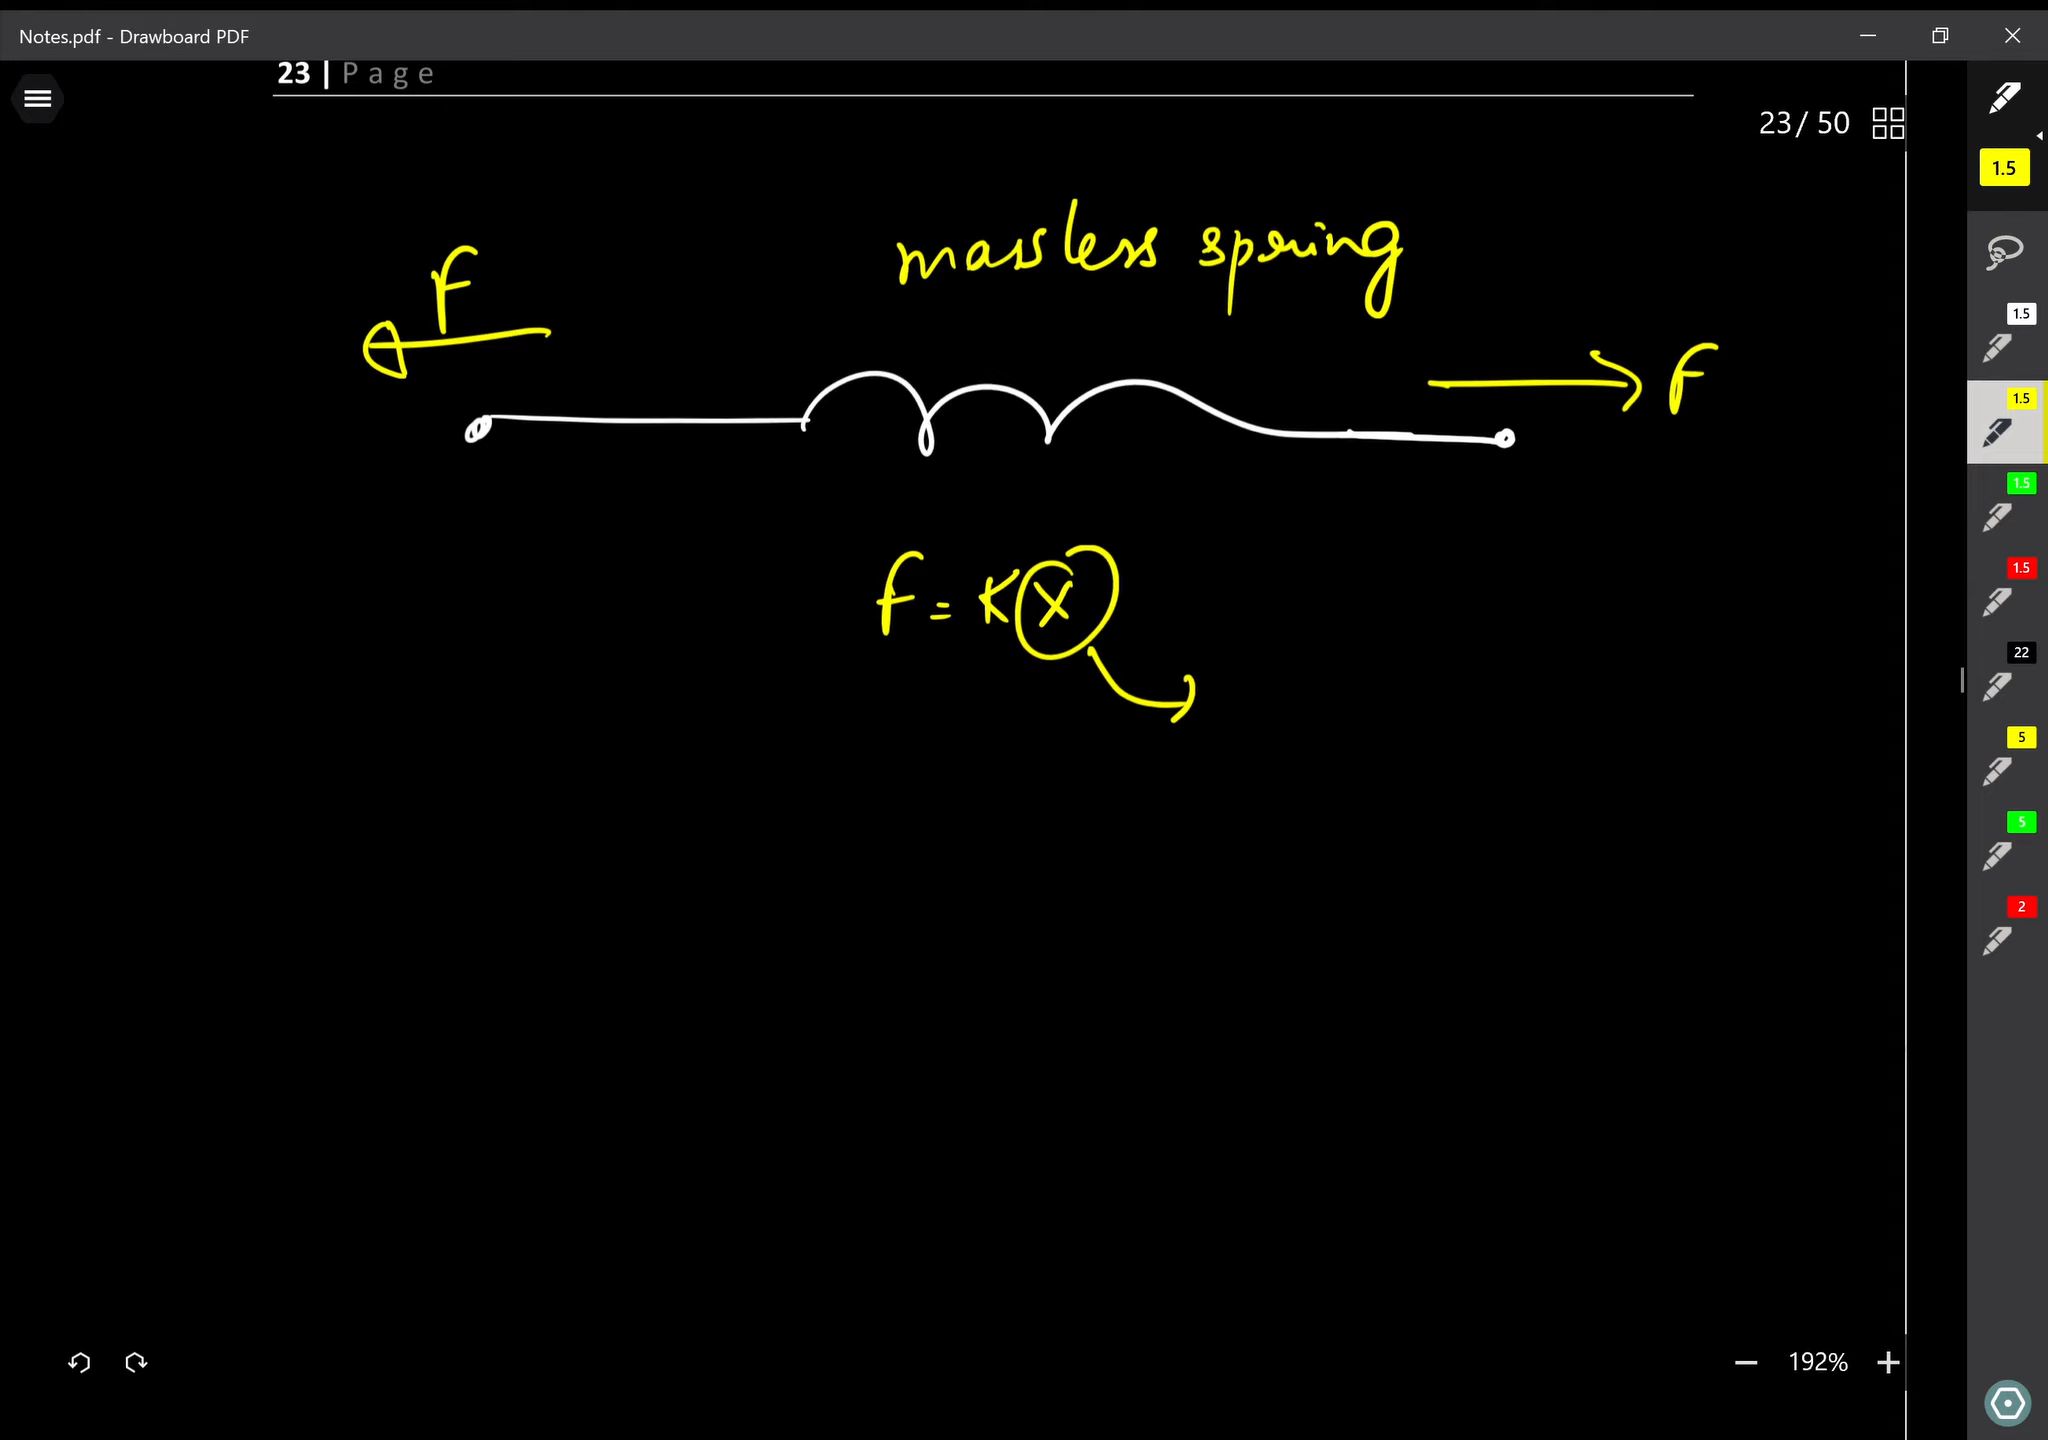 Notes.pdf - Drawboard PDF
23 | Page
23 / 50
1.5
massless spring
F
F
1.5
1.5
1.5
1.5
F = Kx
22
5
5
2
192%